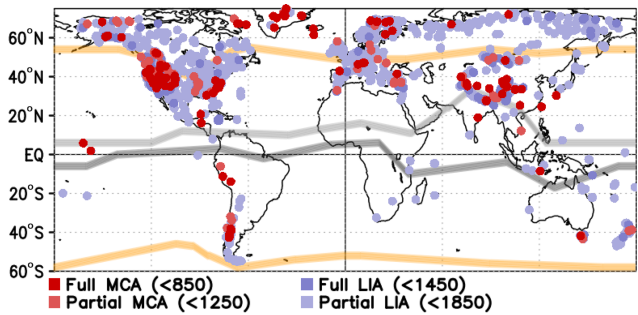 60°N
40°N
20°N
EQ
20°S
40°S
60°S
Full MCA (<850)
Full LIA (<1450)
Partial MCA (<1250)
Partial LIA (<1850)